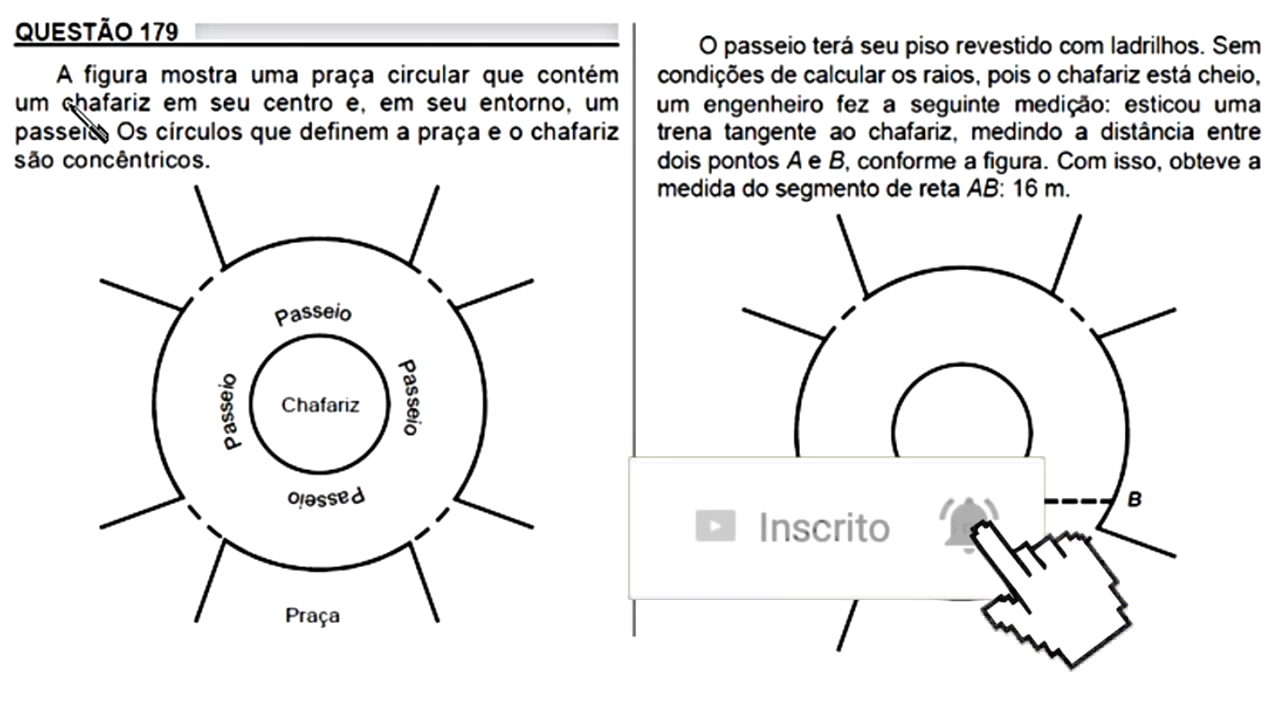 QUESTÃO 179
A figura mostra uma praça circular que contém
um chafariz em seu centro e, em seu entorno, um
passeio. Os círculos que definem a praça e o chafariz
são concêntricos.
Passeio
Passeio
Chafariz
Passeio
Passeio
Praça
O passeio terá seu piso revestido com ladrilhos. Sem
condições de calcular os raios, pois o chafariz está cheio,
um engenheiro fez a seguinte medição: esticou uma
trena tangente ao chafariz, medindo a distância entre
dois pontos A e B, conforme a figura. Com isso, obteve a
medida do segmento de reta AB: 16 m.
B
Inscrito